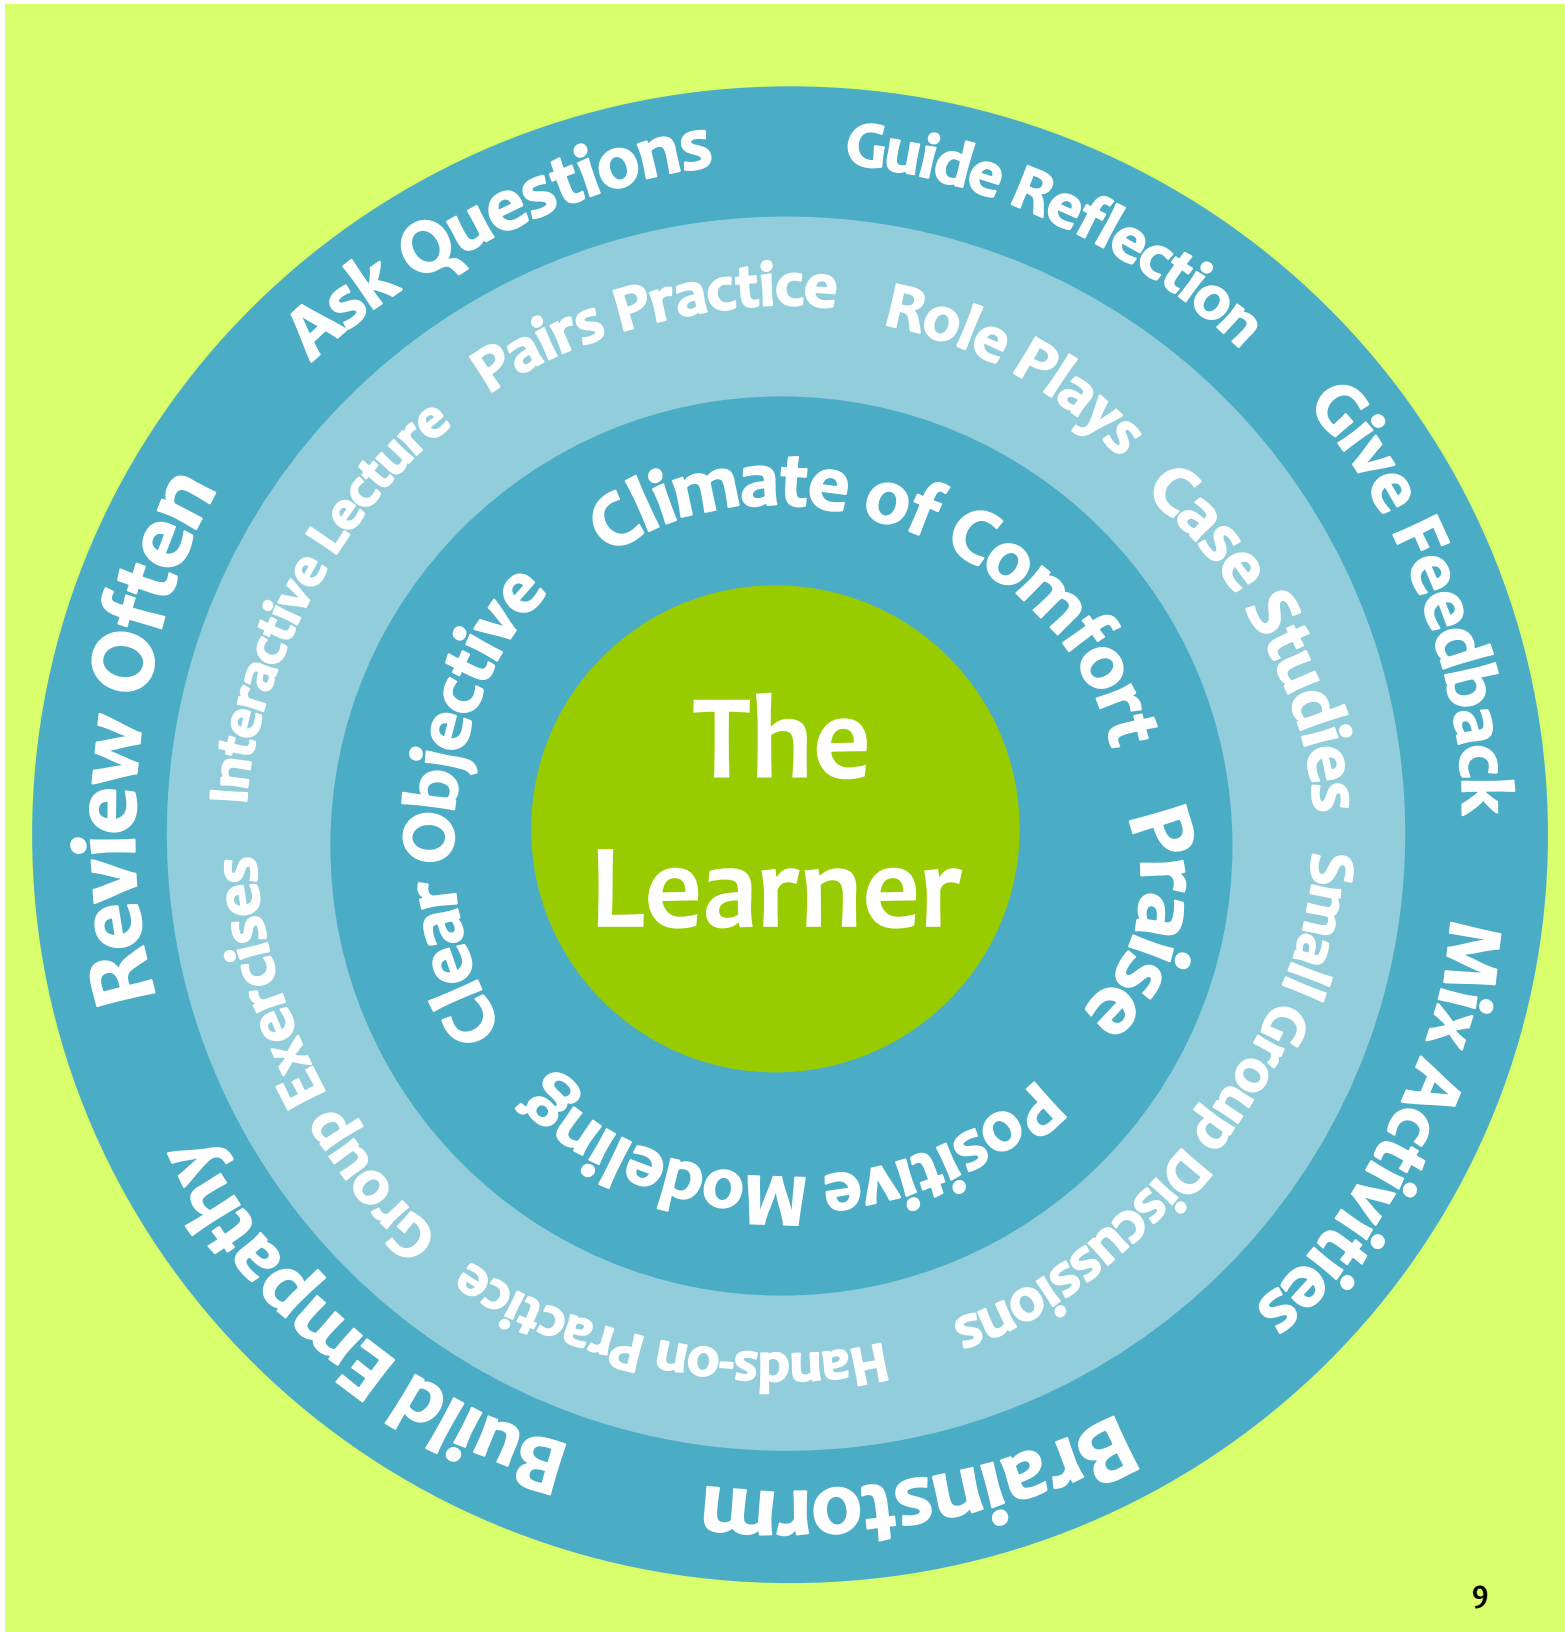 Ask Questions
Guide Reflection
Give Feedback
Mix Activities
Brainstorm
Build Empathy
Review Often
Pairs Practice
Role Plays
Case Studies
Small Group Discussions
Hands-on Practice
Group Exercises
Interactive Lecture
Climate of Comfort
Praise
Positive Modeling
Clear Objective
The
Learner
9